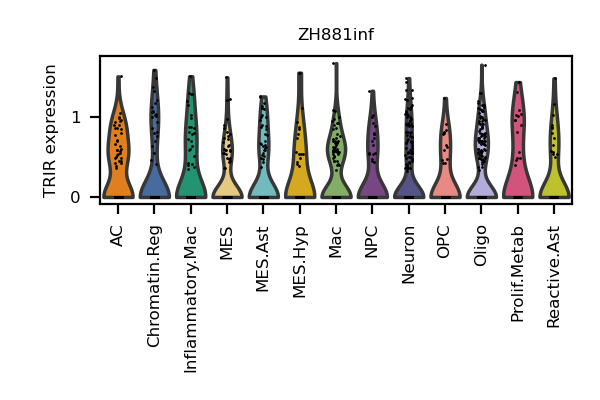 ZH881inf
TRIR expression
1
0
AC
Chromatin.Reg
Inflammatory.Mac
MES
MES.Ast
MES.Hyp
Mac
NPC
Neuron
OPC
Oligo
Prolif.Metab
Reactive.Ast